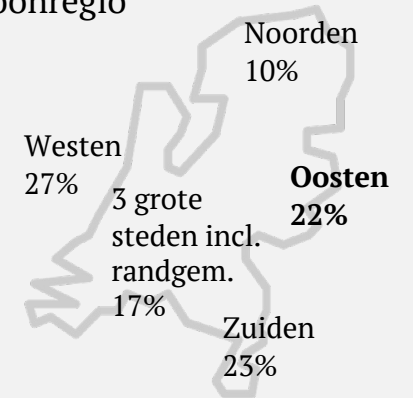 Noorden
10%
Westen
27%
Oosten
22%
3 grote
steden incl.
randgem.
17%
Zuiden
23%